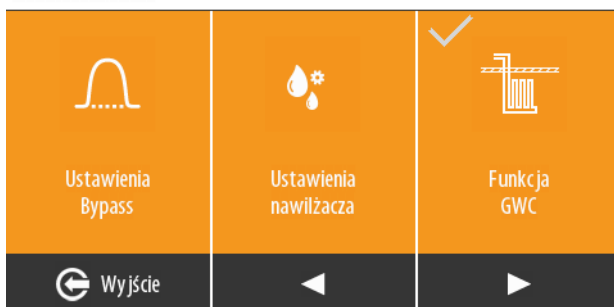 Ustawienia
Bypass
Ustawienia
nawilżacza
Funkcja
GWC
Wyjście